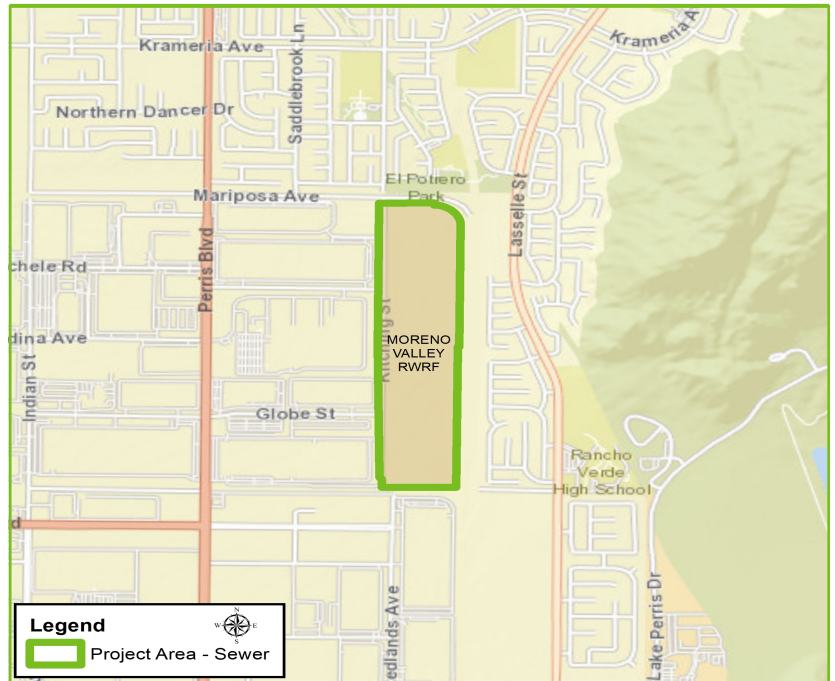 Krameria Ave
Krameria A
Saddlebrook Ln
Northern Dancer Dr
El Potrero
Park
Mariposa Ave
Lasselle St
Perris Blvd
chele Rd
Kitching St
MORENO
VALLEY
RWRF
dina Ave
Indian St
Globe St
Rancho
Verde
High School
d
edlands Ave
Lake Perris Dr
Legend
N
W
E
S
Project Area - Sewer